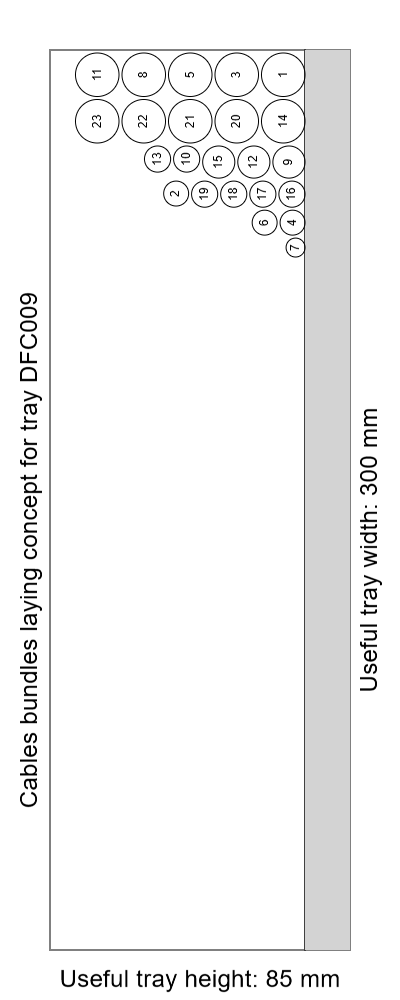 Cables bundles laying concept for tray DFC009
11 8 5 3 1
23 22 21 20 14
13 10 15 12 9
2 19 18 17 16
6 4
7
Useful tray width: 300 mm
Useful tray height: 85 mm